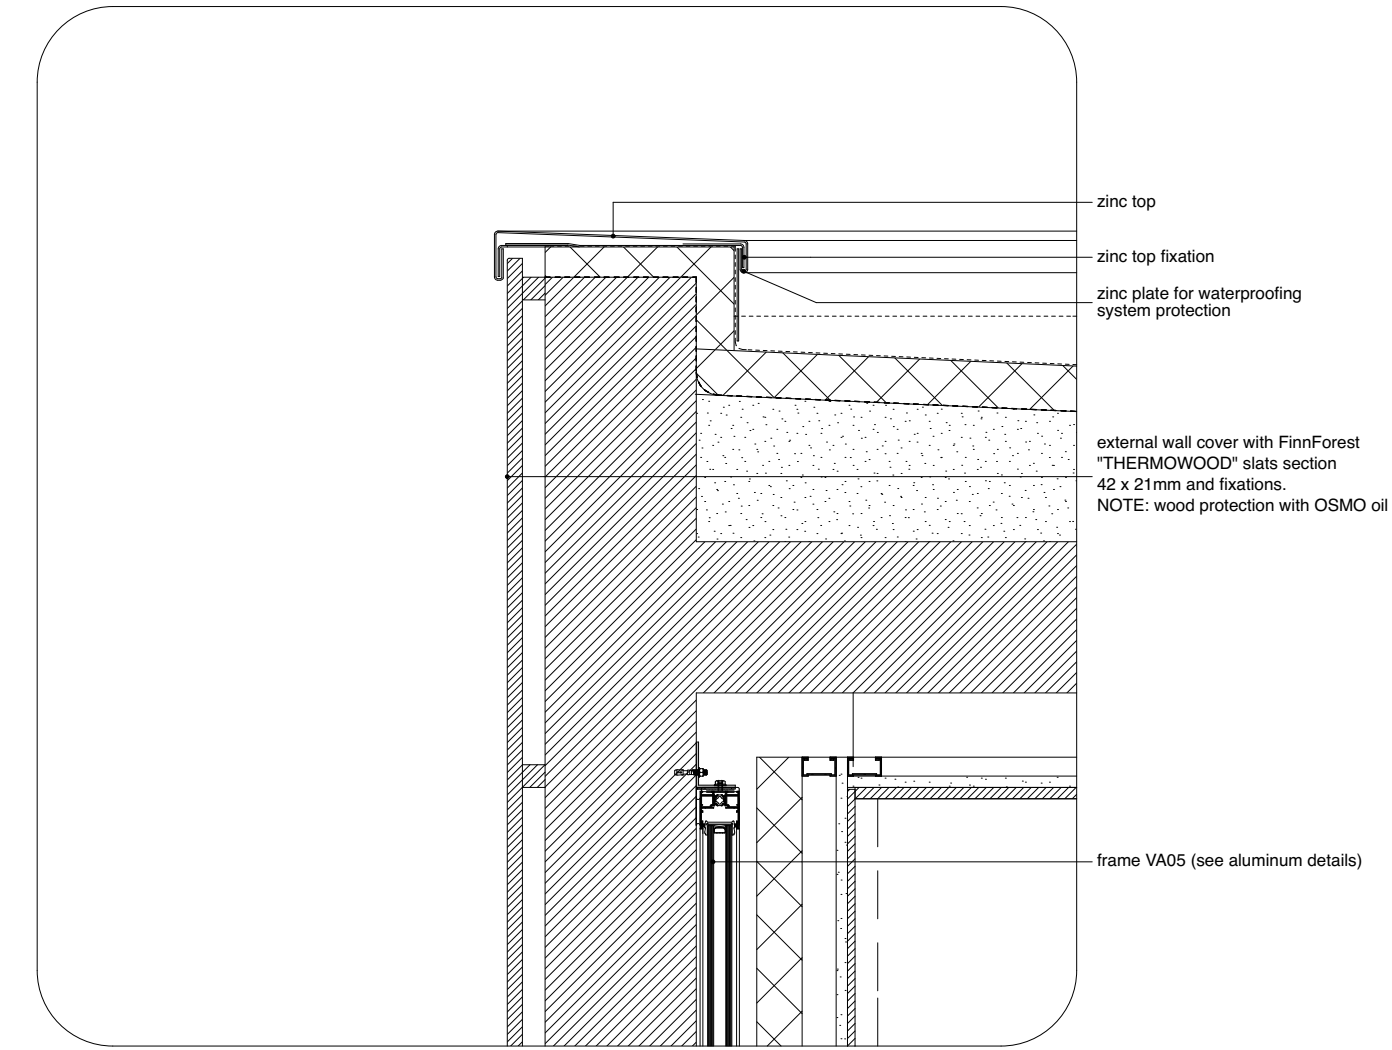 zinc top
zinc top fixation
zinc plate for waterproofing
system protection
external wall cover with FinnForest
"THERMOWOOD" slats section
42 x 21mm and fixations.
NOTE: wood protection with OSMO oil
frame VA05 (see aluminum details)